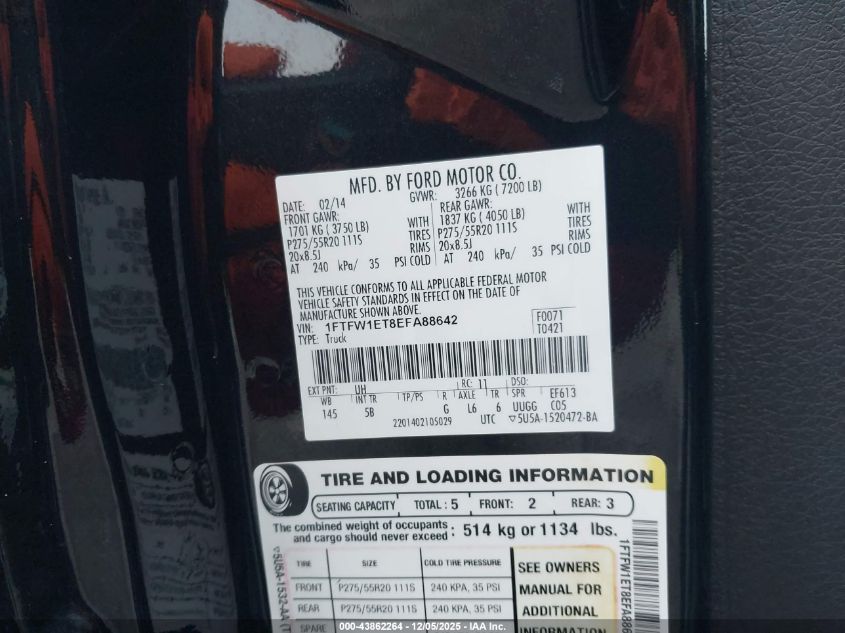 MFD. BY FORD MOTOR CO.
DATE: 02/14 GVWR: 3266 KG ( 7200 LB)
FRONT GAWR: REAR GAWR:
1701 KG ( 3750 LB) WITH 1837 KG ( 4050 LB) WITH
P275/55R20 111S TIRES P275/55R20 111S TIRES
20x8.5J RIMS 20x8.5J RIMS
AT 240 kPa/ 35 PSI COLD AT 240 kPa/ 35 PSI COLD
THIS VEHICLE CONFORMS TO ALL APPLICABLE FEDERAL MOTOR
VEHICLE SAFETY STANDARDS IN EFFECT ON THE DATE OF
MANUFACTURE SHOWN ABOVE.
VIN: 1FTFW1ET8EFA88642 F0071
TYPE: Truck T0421
EXT PNT: UH RC: 11 DSO:
WB INT TR TP/PS R AXLE TR SPR EF613
145 5B G L6 6 UUGG C05
2201402105029 UTC ▽5U5A-1520472-BA
TIRE AND LOADING INFORMATION
SEATING CAPACITY TOTAL: 5 FRONT: 2 REAR: 3
The combined weight of occupants
and cargo should never exceed : 514 kg or 1134 lbs.
TIRE SIZE COLD TIRE PRESSURE SEE OWNERS
FRONT P275/55R20 111S 240 KPA, 35 PSI MANUAL FOR
REAR P275/55R20 111S 240 KPA, 35 PSI ADDITIONAL
SPARE INFORMATION
▽5U5A-1532-AA (T
1FTFW1ET8EFA886
000-43862264 - 12/05/2025 - IAA Inc.